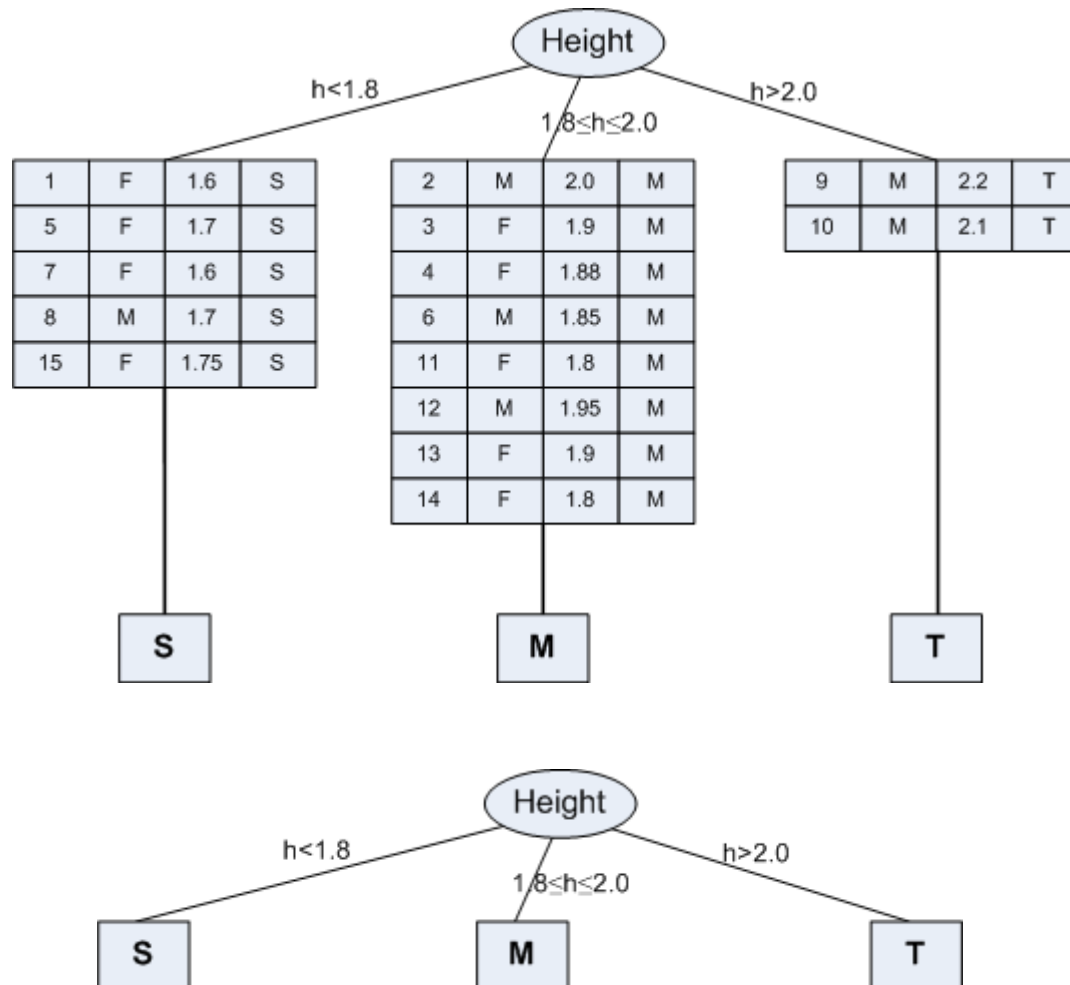 Height
h<1.8
1.8≤h≤2.0
h>2.0
1 F 1.6 S
5 F 1.7 S
7 F 1.6 S
8 M 1.7 S
15 F 1.75 S
2 M 2.0 M
3 F 1.9 M
4 F 1.88 M
6 M 1.85 M
11 F 1.8 M
12 M 1.95 M
13 F 1.9 M
14 F 1.8 M
9 M 2.2 T
10 M 2.1 T
S
M
T
Height
h<1.8
1.8≤h≤2.0
h>2.0
S
M
T